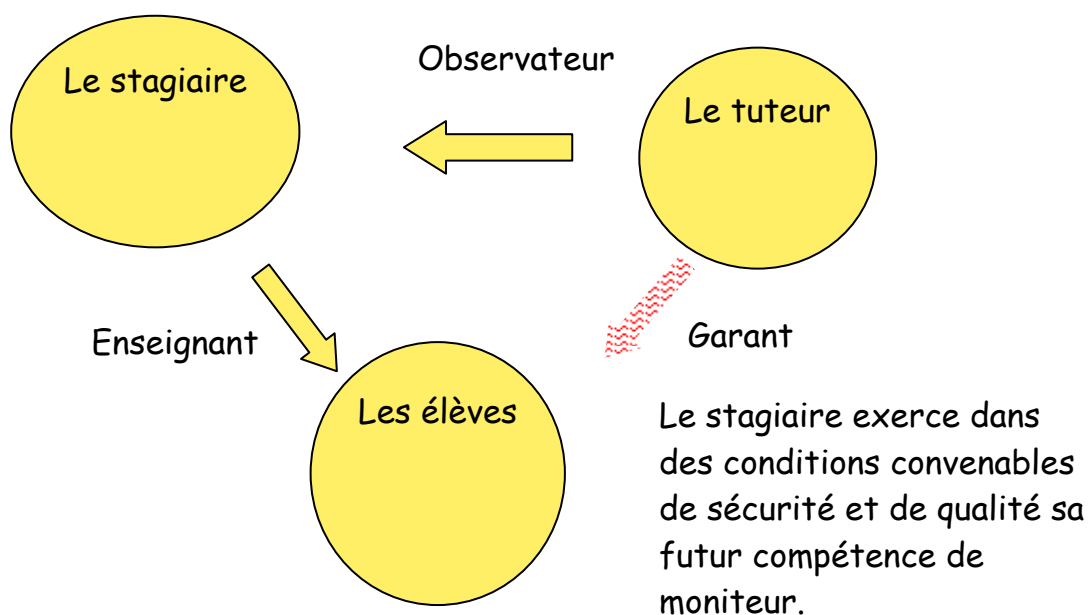 Observateur
Le stagiaire
Le tuteur
Enseignant
Garant
Les élèves
Le stagiaire exerce dans
des conditions convenables
de sécurité et de qualité sa
futur compétence de
moniteur.